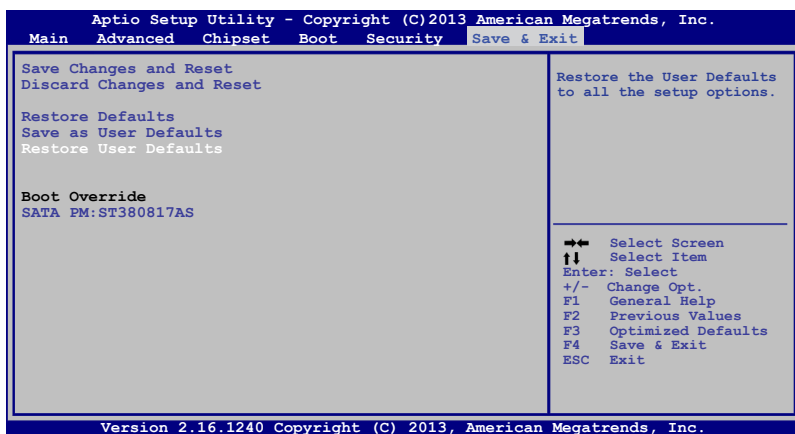 Aptio Setup Utility - Copyright (C)2013 American Megatrends, Inc.
Main Advanced Chipset Boot Security Save & Exit
Save Changes and Reset
Discard Changes and Reset
Restore Defaults
Save as User Defaults
Restore User Defaults
Boot Override
SATA PM:ST380817AS
Restore the User Defaults
to all the setup options.
→← Select Screen
↑↓ Select Item
Enter: Select
+/- Change Opt.
F1 General Help
F2 Previous Values
F3 Optimized Defaults
F4 Save & Exit
ESC Exit
Version 2.16.1240 Copyright (C) 2013, American Megatrends, Inc.